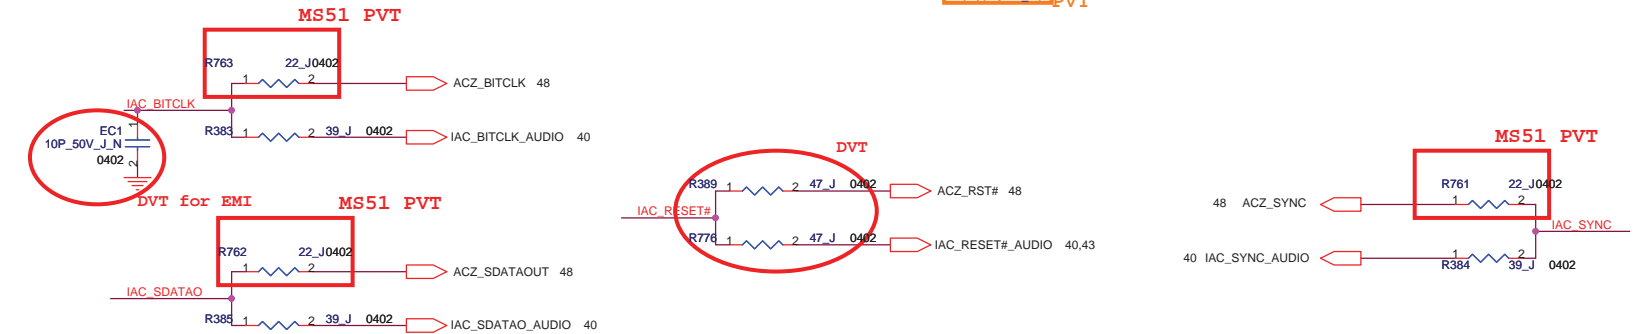 MS51 PVT
PVT
R763 22_J0402
1 2
ACZ_BITCLK 48
IAC_BITCLK
R383 1 2 39_J 0402
IAC_BITCLK_AUDIO 40
1
EC1
10P_50V_J_N
0402
2
DVT for EMI
MS51 PVT
R762 22_J0402
1 2
ACZ_SDATAOUT 48
IAC_SDATAO
R385 1 2 39_J 0402
IAC_SDATAO_AUDIO 40
DVT
R389 1 2 47_J 0402
ACZ_RST# 48
IAC_RESET#
R776 1 2 47_J 0402
IAC_RESET#_AUDIO 40,43
MS51 PVT
R761 22_J0402
48 ACZ_SYNC
1 2
IAC_SYNC
40 IAC_SYNC_AUDIO
1 2
R384 39_J 0402